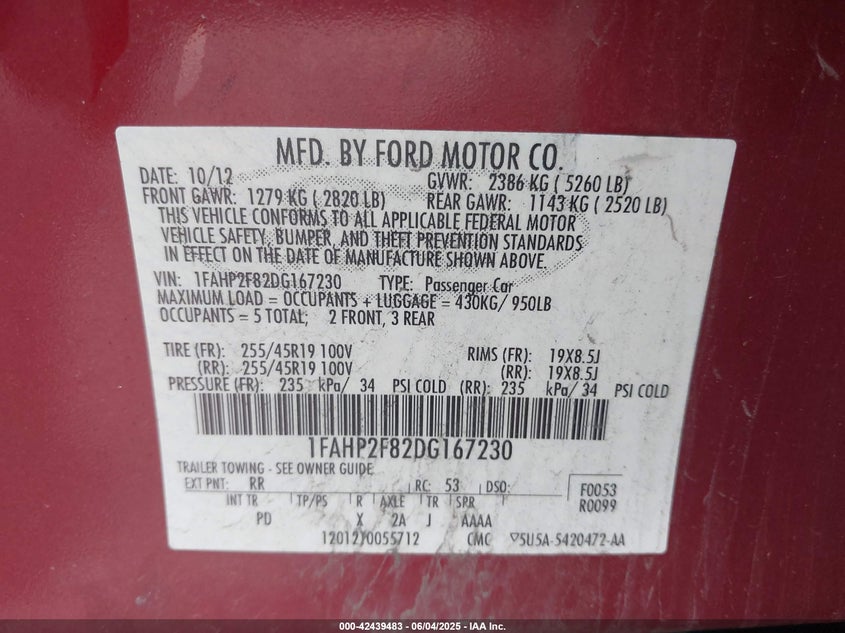 MFD. BY FORD MOTOR CO.
DATE: 10/12 GVWR: 2386 KG ( 5260 LB)
FRONT GAWR: 1279 KG ( 2820 LB) REAR GAWR: 1143 KG ( 2520 LB)
THIS VEHICLE CONFORMS TO ALL APPLICABLE FEDERAL MOTOR
VEHICLE SAFETY, BUMPER, AND THEFT PREVENTION STANDARDS
IN EFFECT ON THE DATE OF MANUFACTURE SHOWN ABOVE.
VIN: 1FAHP2F82DG167230 TYPE: Passenger Car
MAXIMUM LOAD = OCCUPANTS + LUGGAGE = 430KG/ 950LB
OCCUPANTS = 5 TOTAL; 2 FRONT, 3 REAR
TIRE (FR): 255/45R19 100V RIMS (FR): 19X8.5J
(RR): 255/45R19 100V (RR): 19X8.5J
PRESSURE (FR): 235 kPa/ 34 PSI COLD (RR): 235 kPa/ 34 PSI COLD
1FAHP2F82DG167230
TRAILER TOWING - SEE OWNER GUIDE.
EXT PNT: RR RC: 53 DSO: F0053
INT TR TP/PS R AXLE TR SPR R0099
PD X 2A J AAAA
12012/0055712 CMC 5U5A-5420472-AA
000-42439483 - 06/04/2025 - IAA Inc.